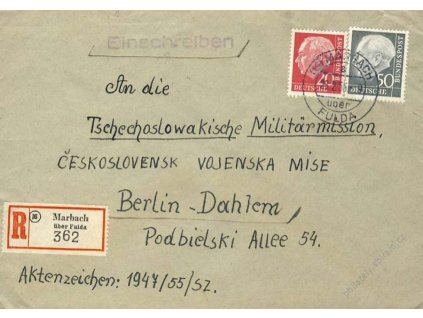 Einschreiben
20
BUNDESPOST
DEUTSCHE
50
BUNDESPOST
DEUTSCHE
über
FULDA
An die
Tschechoslowakische Militärmission,
ČESKOSLOVENSK VOJENSKA MISE
Berlin-Dahlem,
Podbielski Allee 54.
R
Marbach
über Fulda
362
Aktenzeichen: 1947/55/SZ.